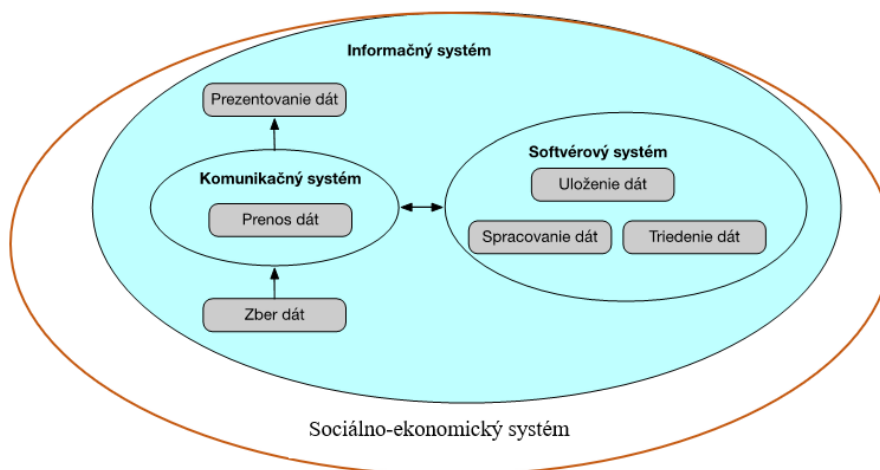 Informačný systém
Prezentovanie dát
Komunikačný systém
Prenos dát
Zber dát
Softvérový systém
Uloženie dát
Spracovanie dát
Triedenie dát
Sociálno-ekonomický systém